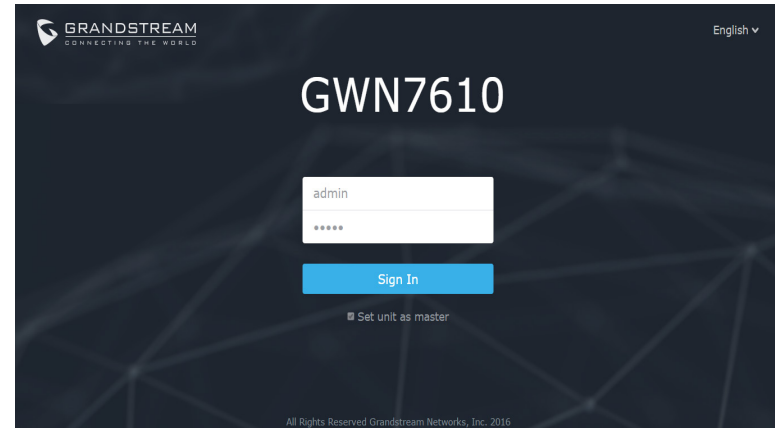 GRANDSTREAM
CONNECTING THE WORLD
English
GWN7610
admin
•••••
Sign In
Set unit as master
All Rights Reserved Grandstream Networks, Inc. 2016